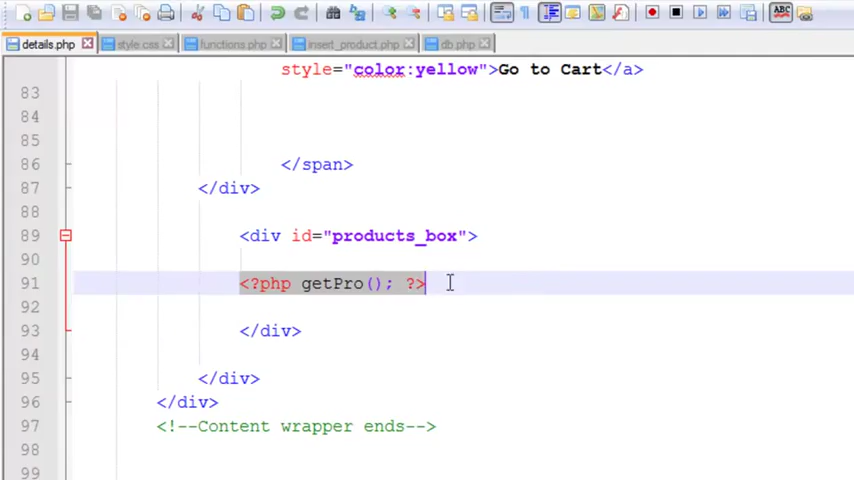 details.php
style.css
functions.php
insert_product.php
db.php
style="color:yellow">Go to Cart</a>
83
84
85
86 </span>
87 </div>
88
89 <div id="products_box">
90
91 <?php getPro(); ?>
92
93 </div>
94
95 </div>
96 </div>
97 <!--Content wrapper ends-->
98
99
ABC